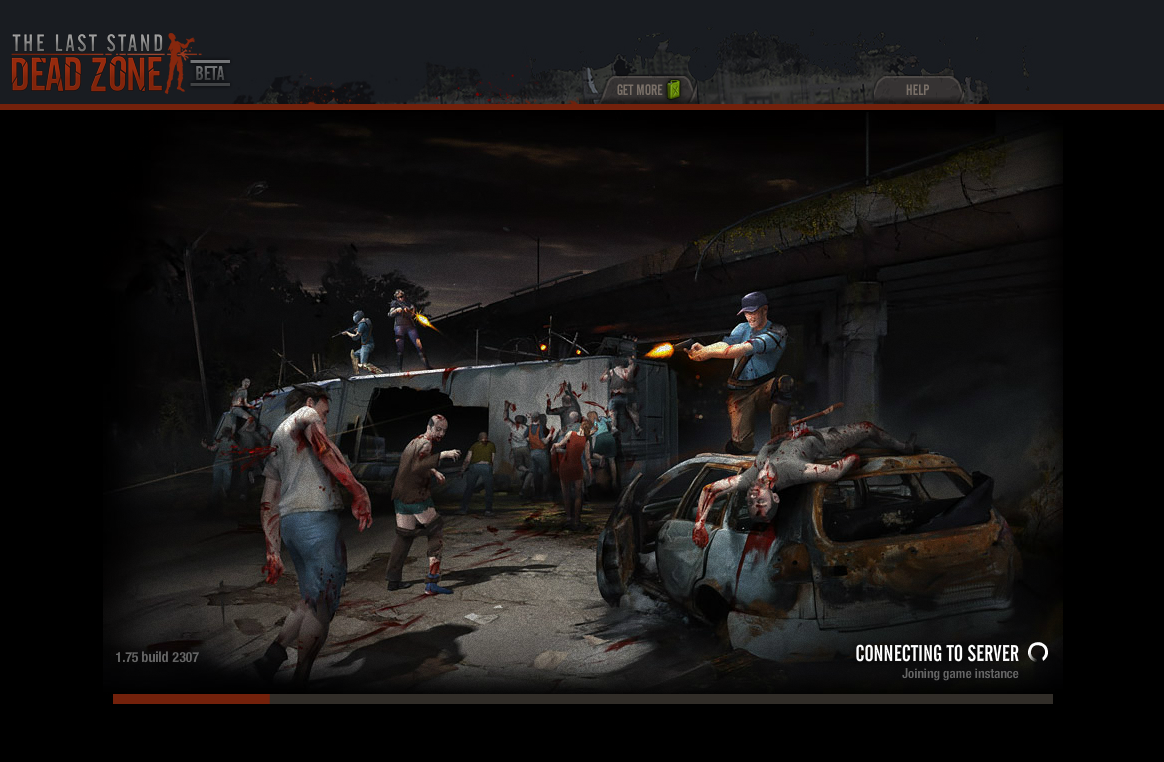 THE LAST STAND
DEAD ZONE
BETA
GET MORE
HELP
1.75 build 2307
CONNECTING TO SERVER
Joining game instance